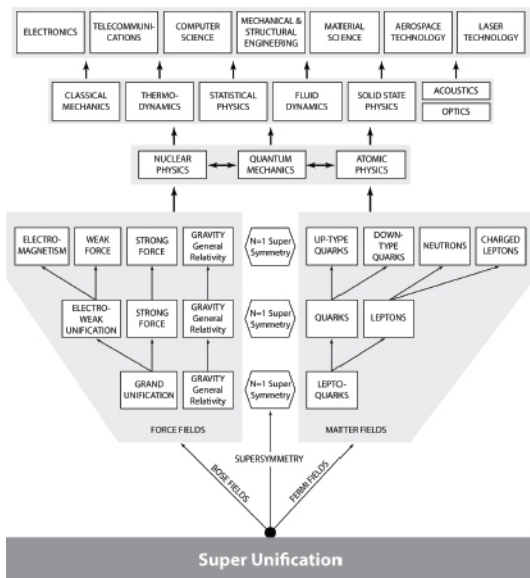 ELECTRONICS
TELECOMMUNI-
CATIONS
COMPUTER
SCIENCE
MECHANICAL &
STRUCTURAL
ENGINEERING
MATERIAL
SCIENCE
AEROSPACE
TECHNOLOGY
LASER
TECHNOLOGY
CLASSICAL
MECHANICS
THERMO-
DYNAMICS
STATISTICAL
PHYSICS
FLUID
DYNAMICS
SOLID STATE
PHYSICS
ACOUSTICS
OPTICS
NUCLEAR
PHYSICS
QUANTUM
MECHANICS
ATOMIC
PHYSICS
ELECTRO-
MAGNETISM
WEAK
FORCE
STRONG
FORCE
GRAVITY
General
Relativity
N=1 Super
Symmetry
UP-TYPE
QUARKS
DOWN-
TYPE
QUARKS
NEUTRONS
CHARGED
LEPTONS
ELECTRO-
WEAK
UNIFICATION
STRONG
FORCE
GRAVITY
General
Relativity
N=1 Super
Symmetry
QUARKS
LEPTONS
GRAND
UNIFICATION
GRAVITY
General
Relativity
N=1 Super
Symmetry
LEPTO-
QUARKS
FORCE FIELDS
MATTER FIELDS
SUPERSYMMETRY
BOSE FIELDS
FERMI FIELDS
Super Unification